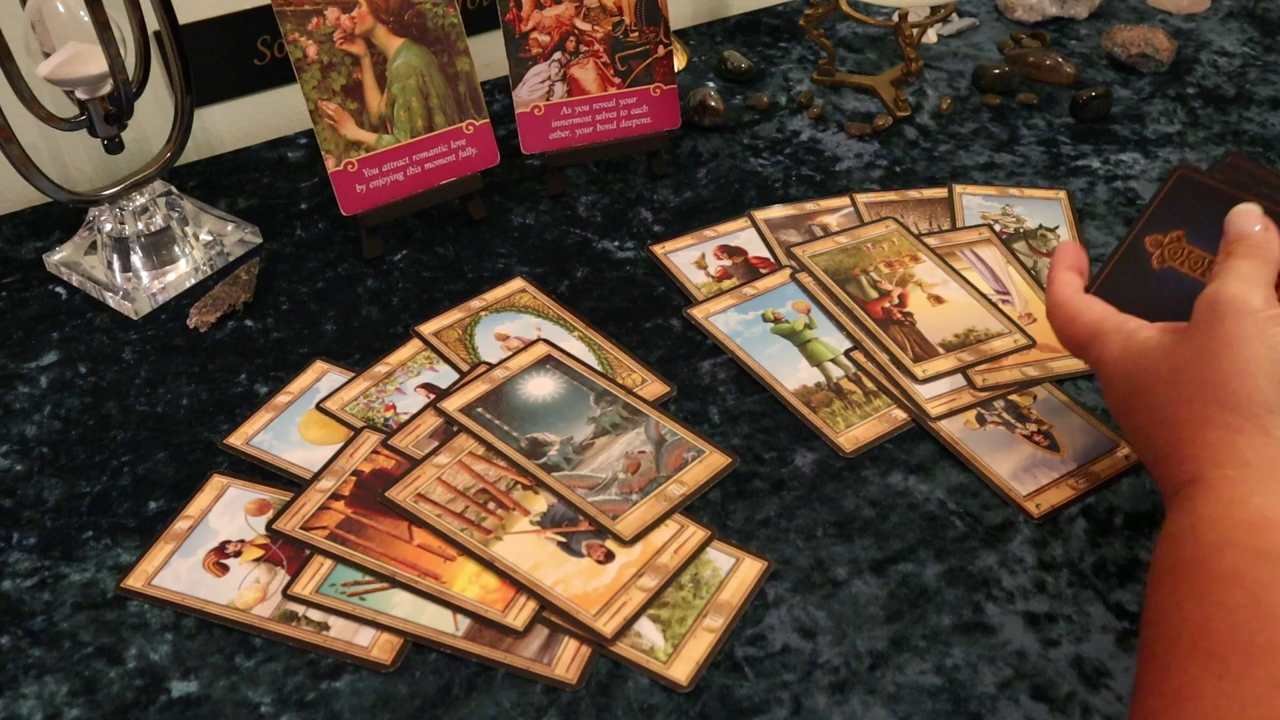 So
You attract romantic love
by enjoying this moment fully.
As you reveal your
innermost selves to each
other, your bond deepens.